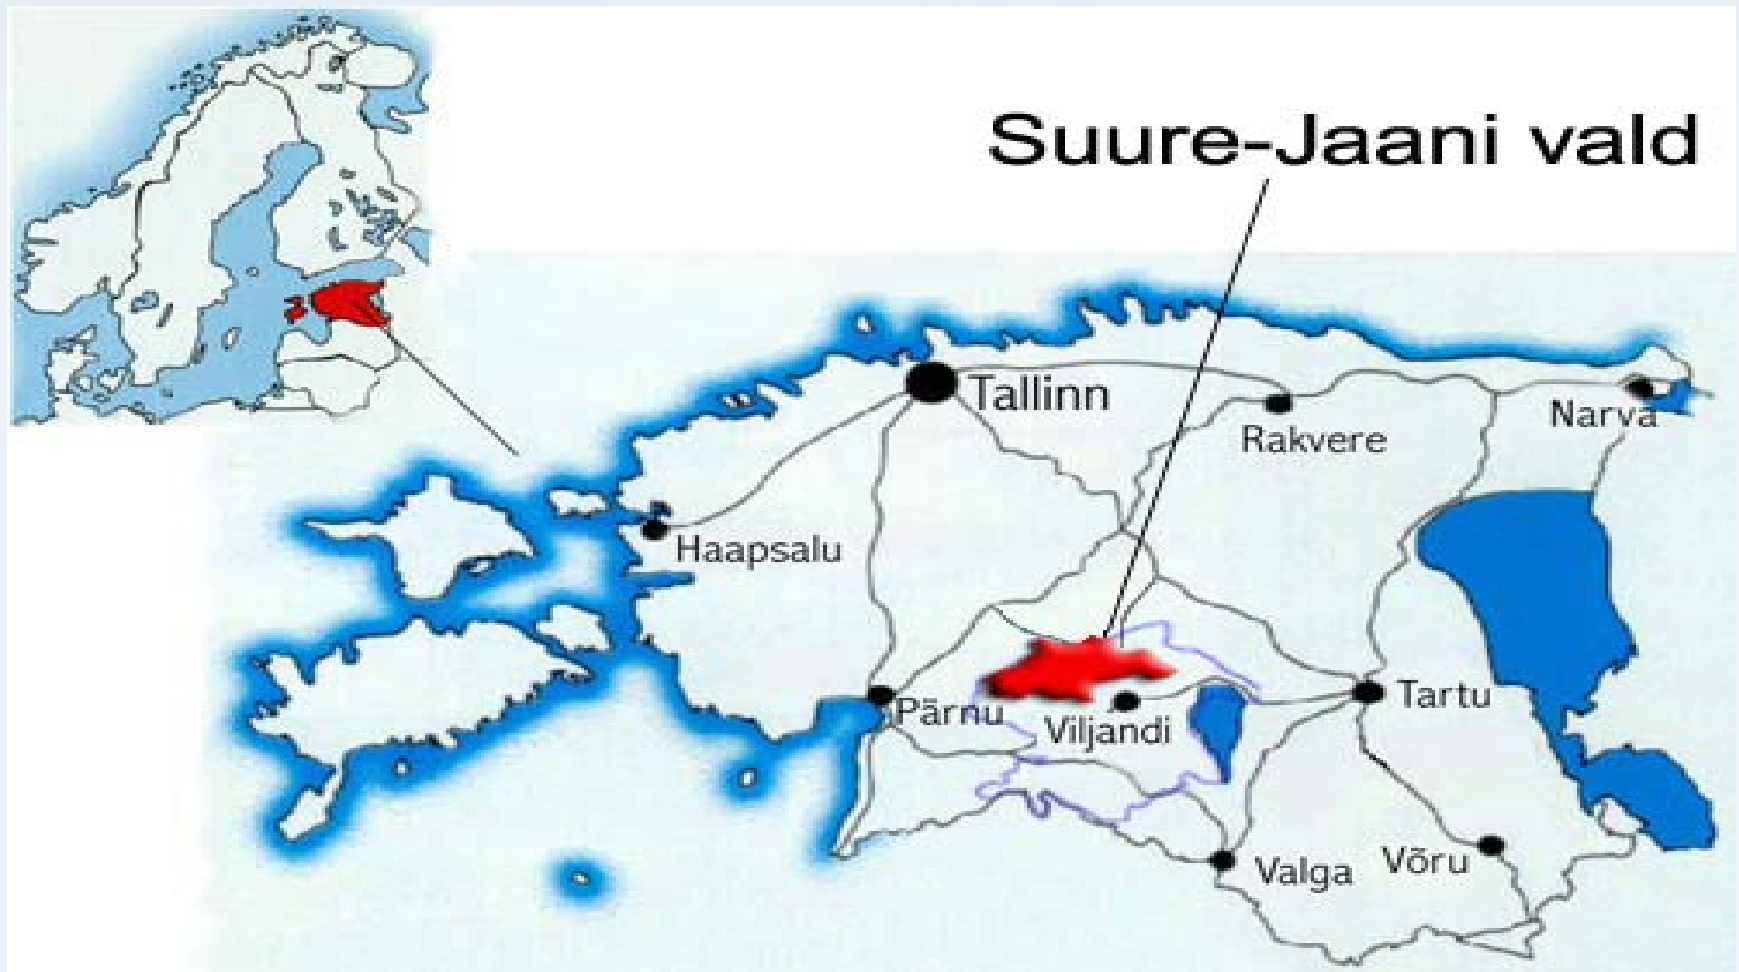 Suure-Jaani vald
Tallinn
Narva
Rakvere
Haapsalu
Pärnu
Viljandi
Tartu
Valga
Võru